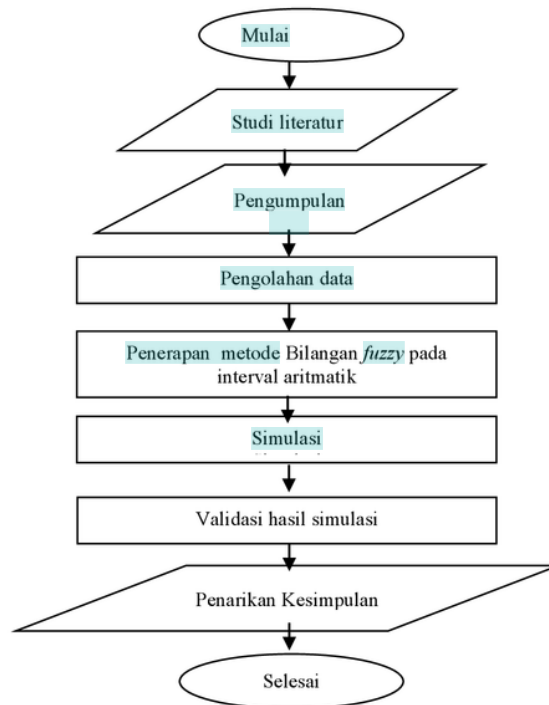 Mulai
Studi literatur
Pengumpulan
Pengolahan data
Penerapan metode Bilangan fuzzy pada
interval aritmatik
Simulasi
Validasi hasil simulasi
Penarikan Kesimpulan
Selesai